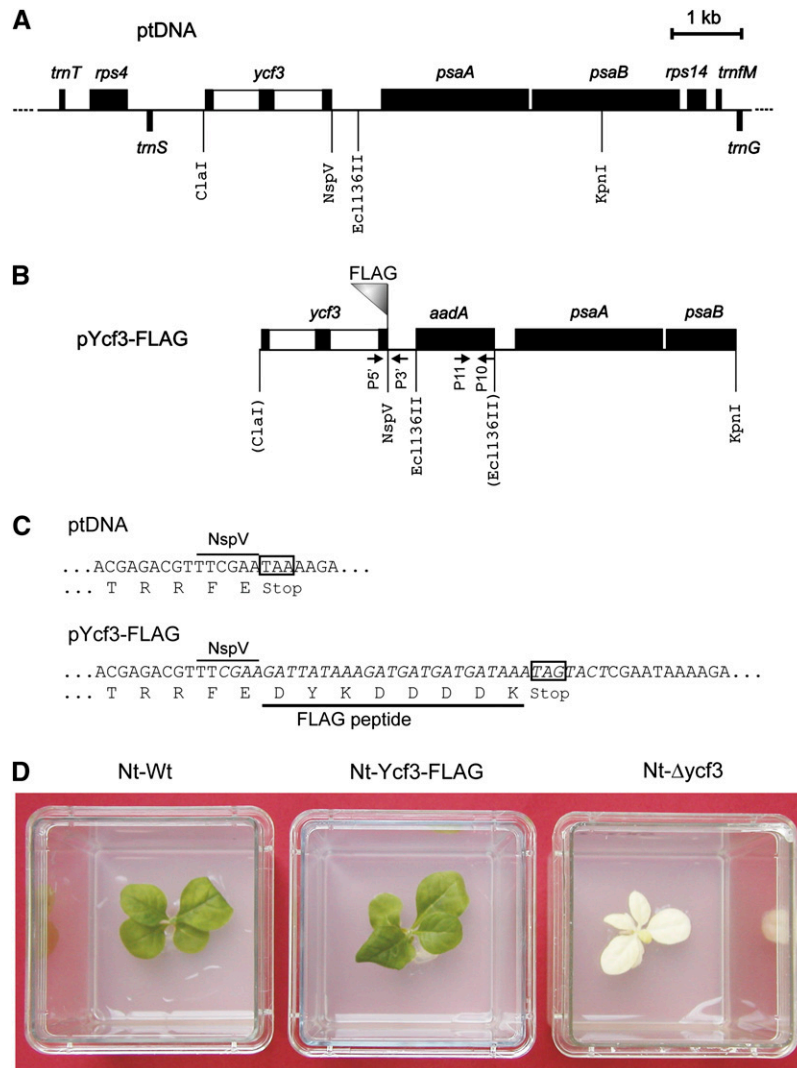 A
ptDNA
1 kb
trnT rps4 ycf3 psaA psaB rps14 trnfM
trnS
trnG
ClaI
NspV
Ecl136II
KpnI
B
FLAG
pYcf3-FLAG
ycf3 aadA psaA psaB
P5' P3' P11 P10
(ClaI)
NspV
Ecl136II
(Ecl136II)
KpnI
C
ptDNA
NspV
...ACGAGACGTTTCGAATAAAAGA...
... T R R F E Stop
pYcf3-FLAG
NspV
...ACGAGACGTTTCGAAGATTATAAAGATGATGATGATAAATAGTACTCGAATAAAAGA...
... T R R F E D Y K D D D D K Stop
FLAG peptide
D
Nt-Wt Nt-Ycf3-FLAG Nt-Δycf3